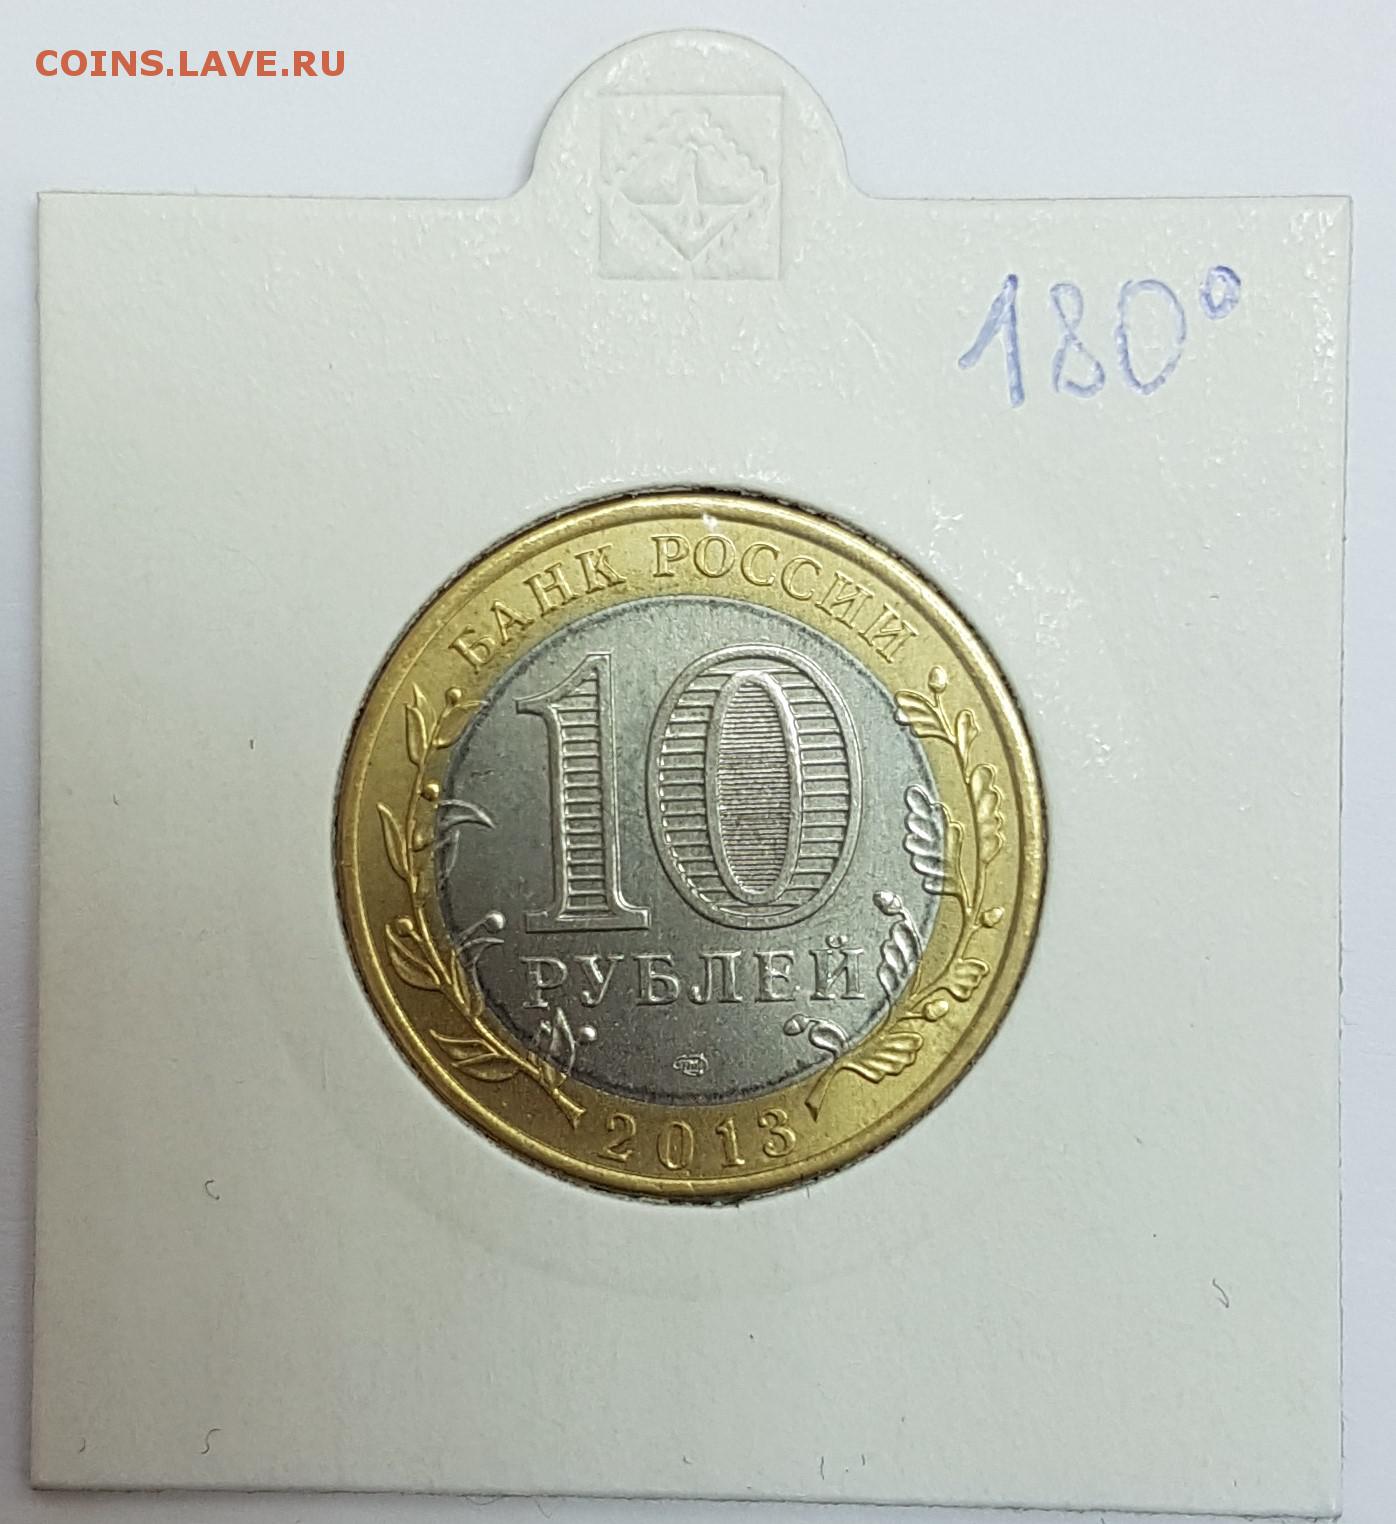 COINS.LAVE.RU
180°
БАНК РОССИИ
10
РУБЛЕЙ
2013